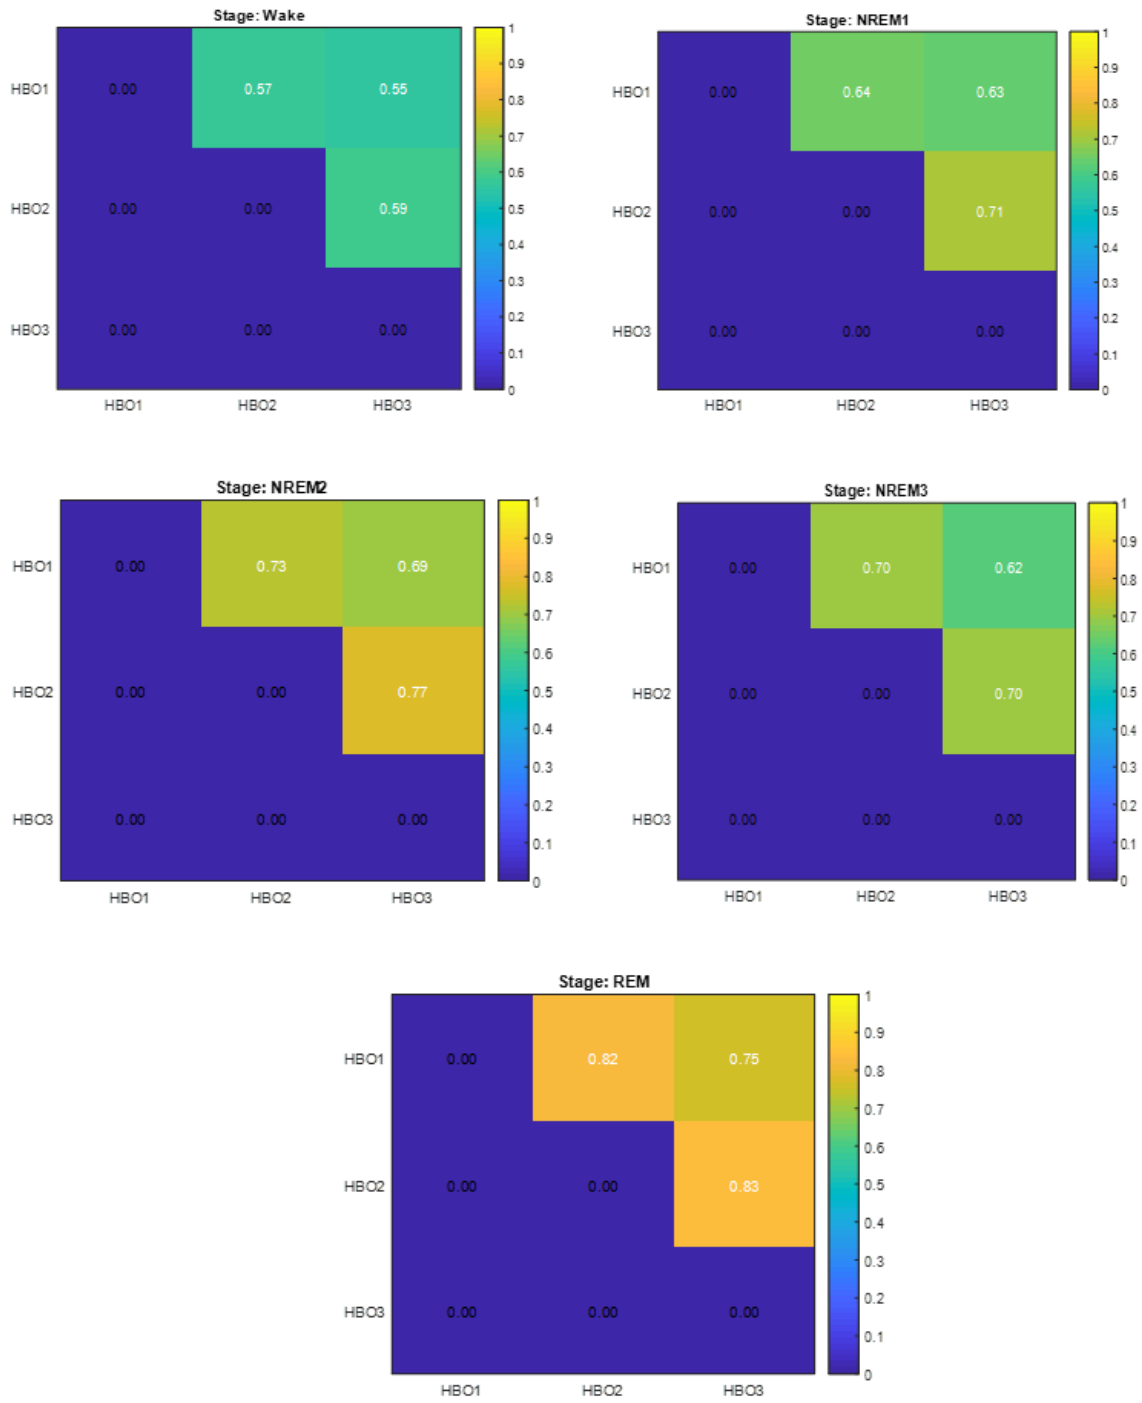 Stage: Wake
HBO1 0.00 0.57 0.55
HBO2 0.00 0.00 0.59
HBO3 0.00 0.00 0.00
HBO1 HBO2 HBO3
1
0.9
0.8
0.7
0.6
0.5
0.4
0.3
0.2
0.1
0
Stage: NREM1
HBO1 0.00 0.64 0.63
HBO2 0.00 0.00 0.71
HBO3 0.00 0.00 0.00
HBO1 HBO2 HBO3
1
0.9
0.8
0.7
0.6
0.5
0.4
0.3
0.2
0.1
0
Stage: NREM2
HBO1 0.00 0.73 0.69
HBO2 0.00 0.00 0.77
HBO3 0.00 0.00 0.00
HBO1 HBO2 HBO3
1
0.9
0.8
0.7
0.6
0.5
0.4
0.3
0.2
0.1
0
Stage: NREM3
HBO1 0.00 0.70 0.62
HBO2 0.00 0.00 0.70
HBO3 0.00 0.00 0.00
HBO1 HBO2 HBO3
1
0.9
0.8
0.7
0.6
0.5
0.4
0.3
0.2
0.1
0
Stage: REM
HBO1 0.00 0.82 0.75
HBO2 0.00 0.00 0.83
HBO3 0.00 0.00 0.00
HBO1 HBO2 HBO3
1
0.9
0.8
0.7
0.6
0.5
0.4
0.3
0.2
0.1
0